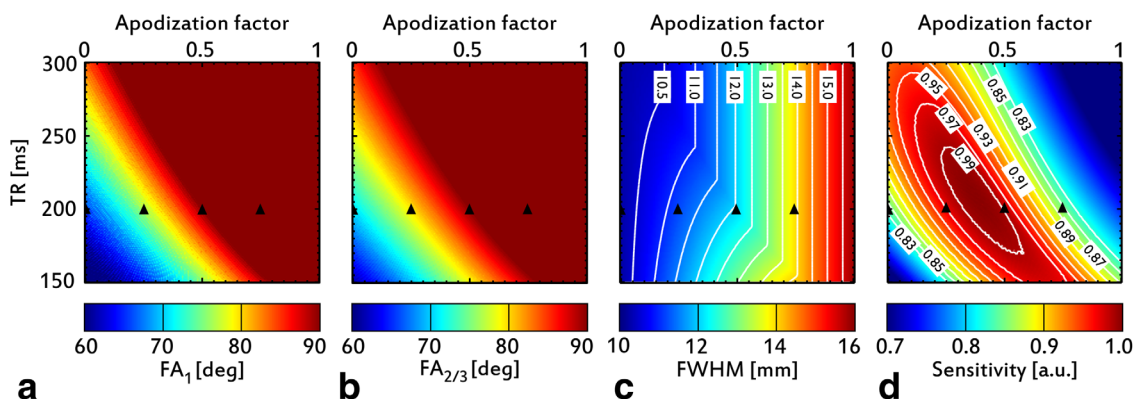 Apodization factor Apodization factor Apodization factor Apodization factor
0 0.5 1 0 0.5 1 0 0.5 1 0 0.5 1
300
250
200
150
TR [ms]
10.5 11.0 12.0 13.0 14.0 15.0
0.95 0.85 0.83
0.97 0.93
0.99
0.91
0.83 0.85 0.89 0.87
60 70 80 90 60 70 80 90 10 12 14 16 0.7 0.8 0.9 1.0
a FA1 [deg] b FA2/3 [deg] c FWHM [mm] d Sensitivity [a.u.]